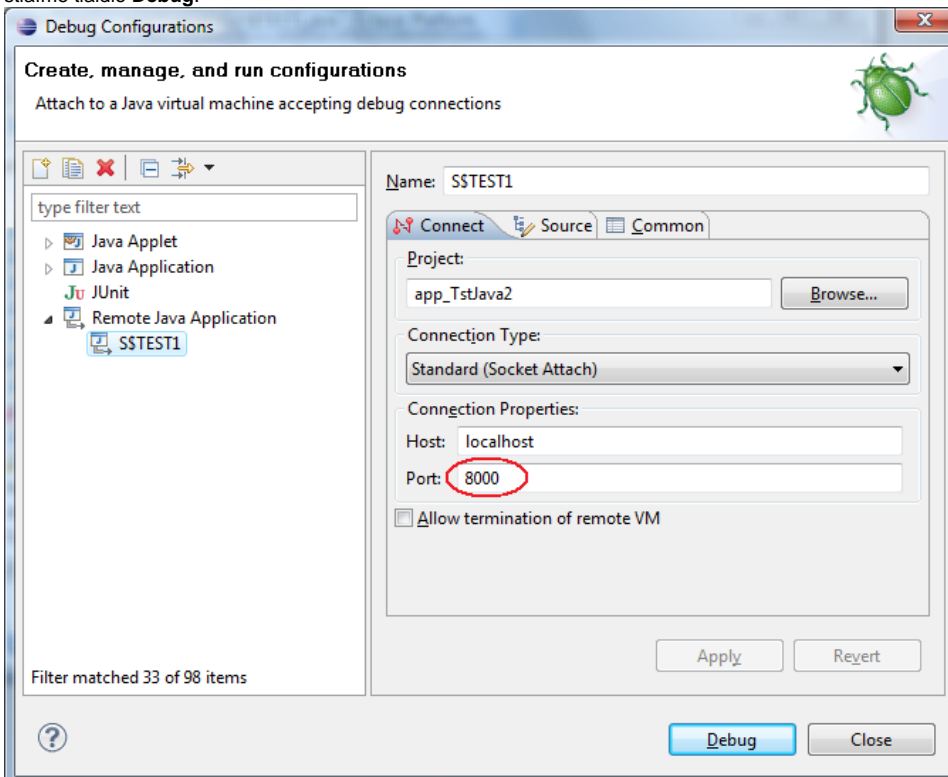 Debug.
Debug Configurations
Create, manage, and run configurations
Attach to a Java virtual machine accepting debug connections
type filter text
Java Applet
Java Application
Ju JUnit
Remote Java Application
S$TEST1
Filter matched 33 of 98 items
Name: S$TEST1
Connect Source Common
Project:
app_TstJava2 Browse...
Connection Type:
Standard (Socket Attach)
Connection Properties:
Host: localhost
Port: 8000
Allow termination of remote VM
Apply Revert
Debug Close